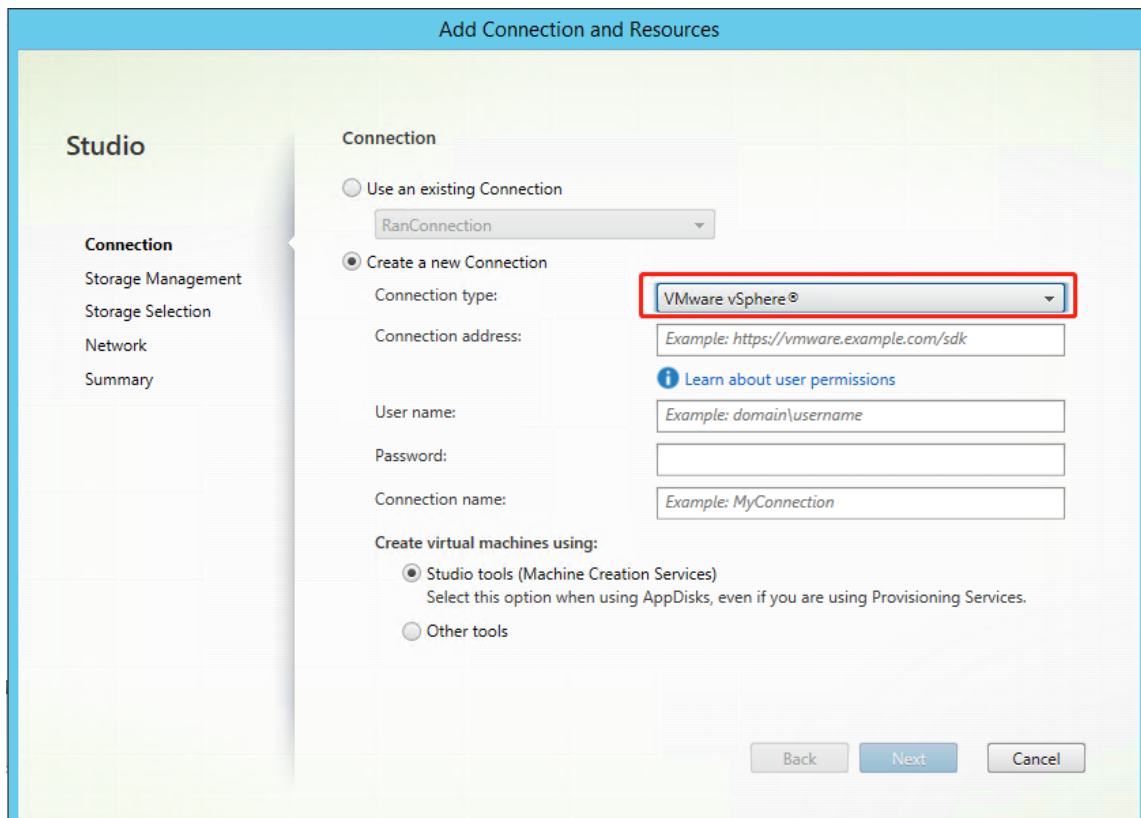 Add Connection and Resources
Studio
Connection
Storage Management
Storage Selection
Network
Summary
Connection
Use an existing Connection
RanConnection
Create a new Connection
Connection type:
VMware vSphere®
Connection address:
Example: https://vmware.example.com/sdk
Learn about user permissions
User name:
Example: domain\username
Password:
Connection name:
Example: MyConnection
Create virtual machines using:
Studio tools (Machine Creation Services)
Select this option when using AppDisks, even if you are using Provisioning Services.
Other tools
Back
Next
Cancel